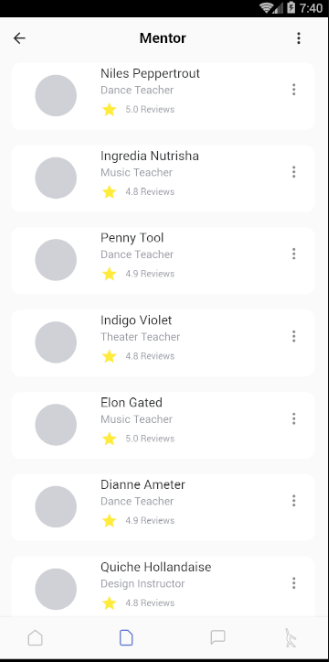 7:40
Mentor
Niles Peppertrout
Dance Teacher
5.0 Reviews
Ingredia Nutrisha
Music Teacher
4.8 Reviews
Penny Tool
Dance Teacher
4.9 Reviews
Indigo Violet
Theater Teacher
4.8 Reviews
Elon Gated
Music Teacher
5.0 Reviews
Dianne Ameter
Dance Teacher
4.9 Reviews
Quiche Hollandaise
Design Instructor
4.8 Reviews